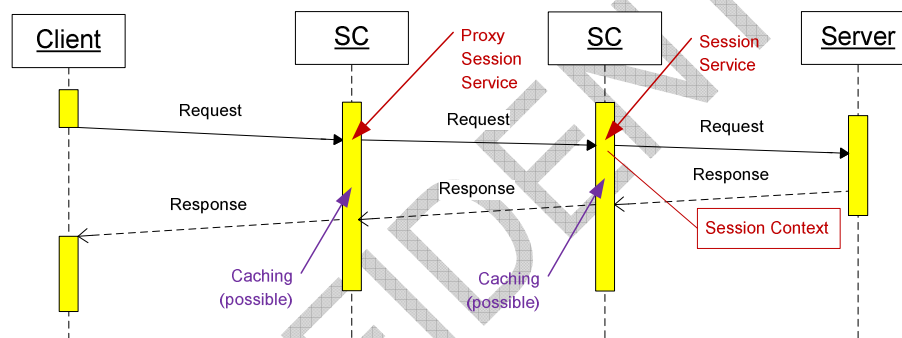 Client
SC
SC
Server
Proxy
Session
Service
Session
Service
Request
Request
Request
Response
Response
Response
Session Context
Caching
(possible)
Caching
(possible)
IDENT